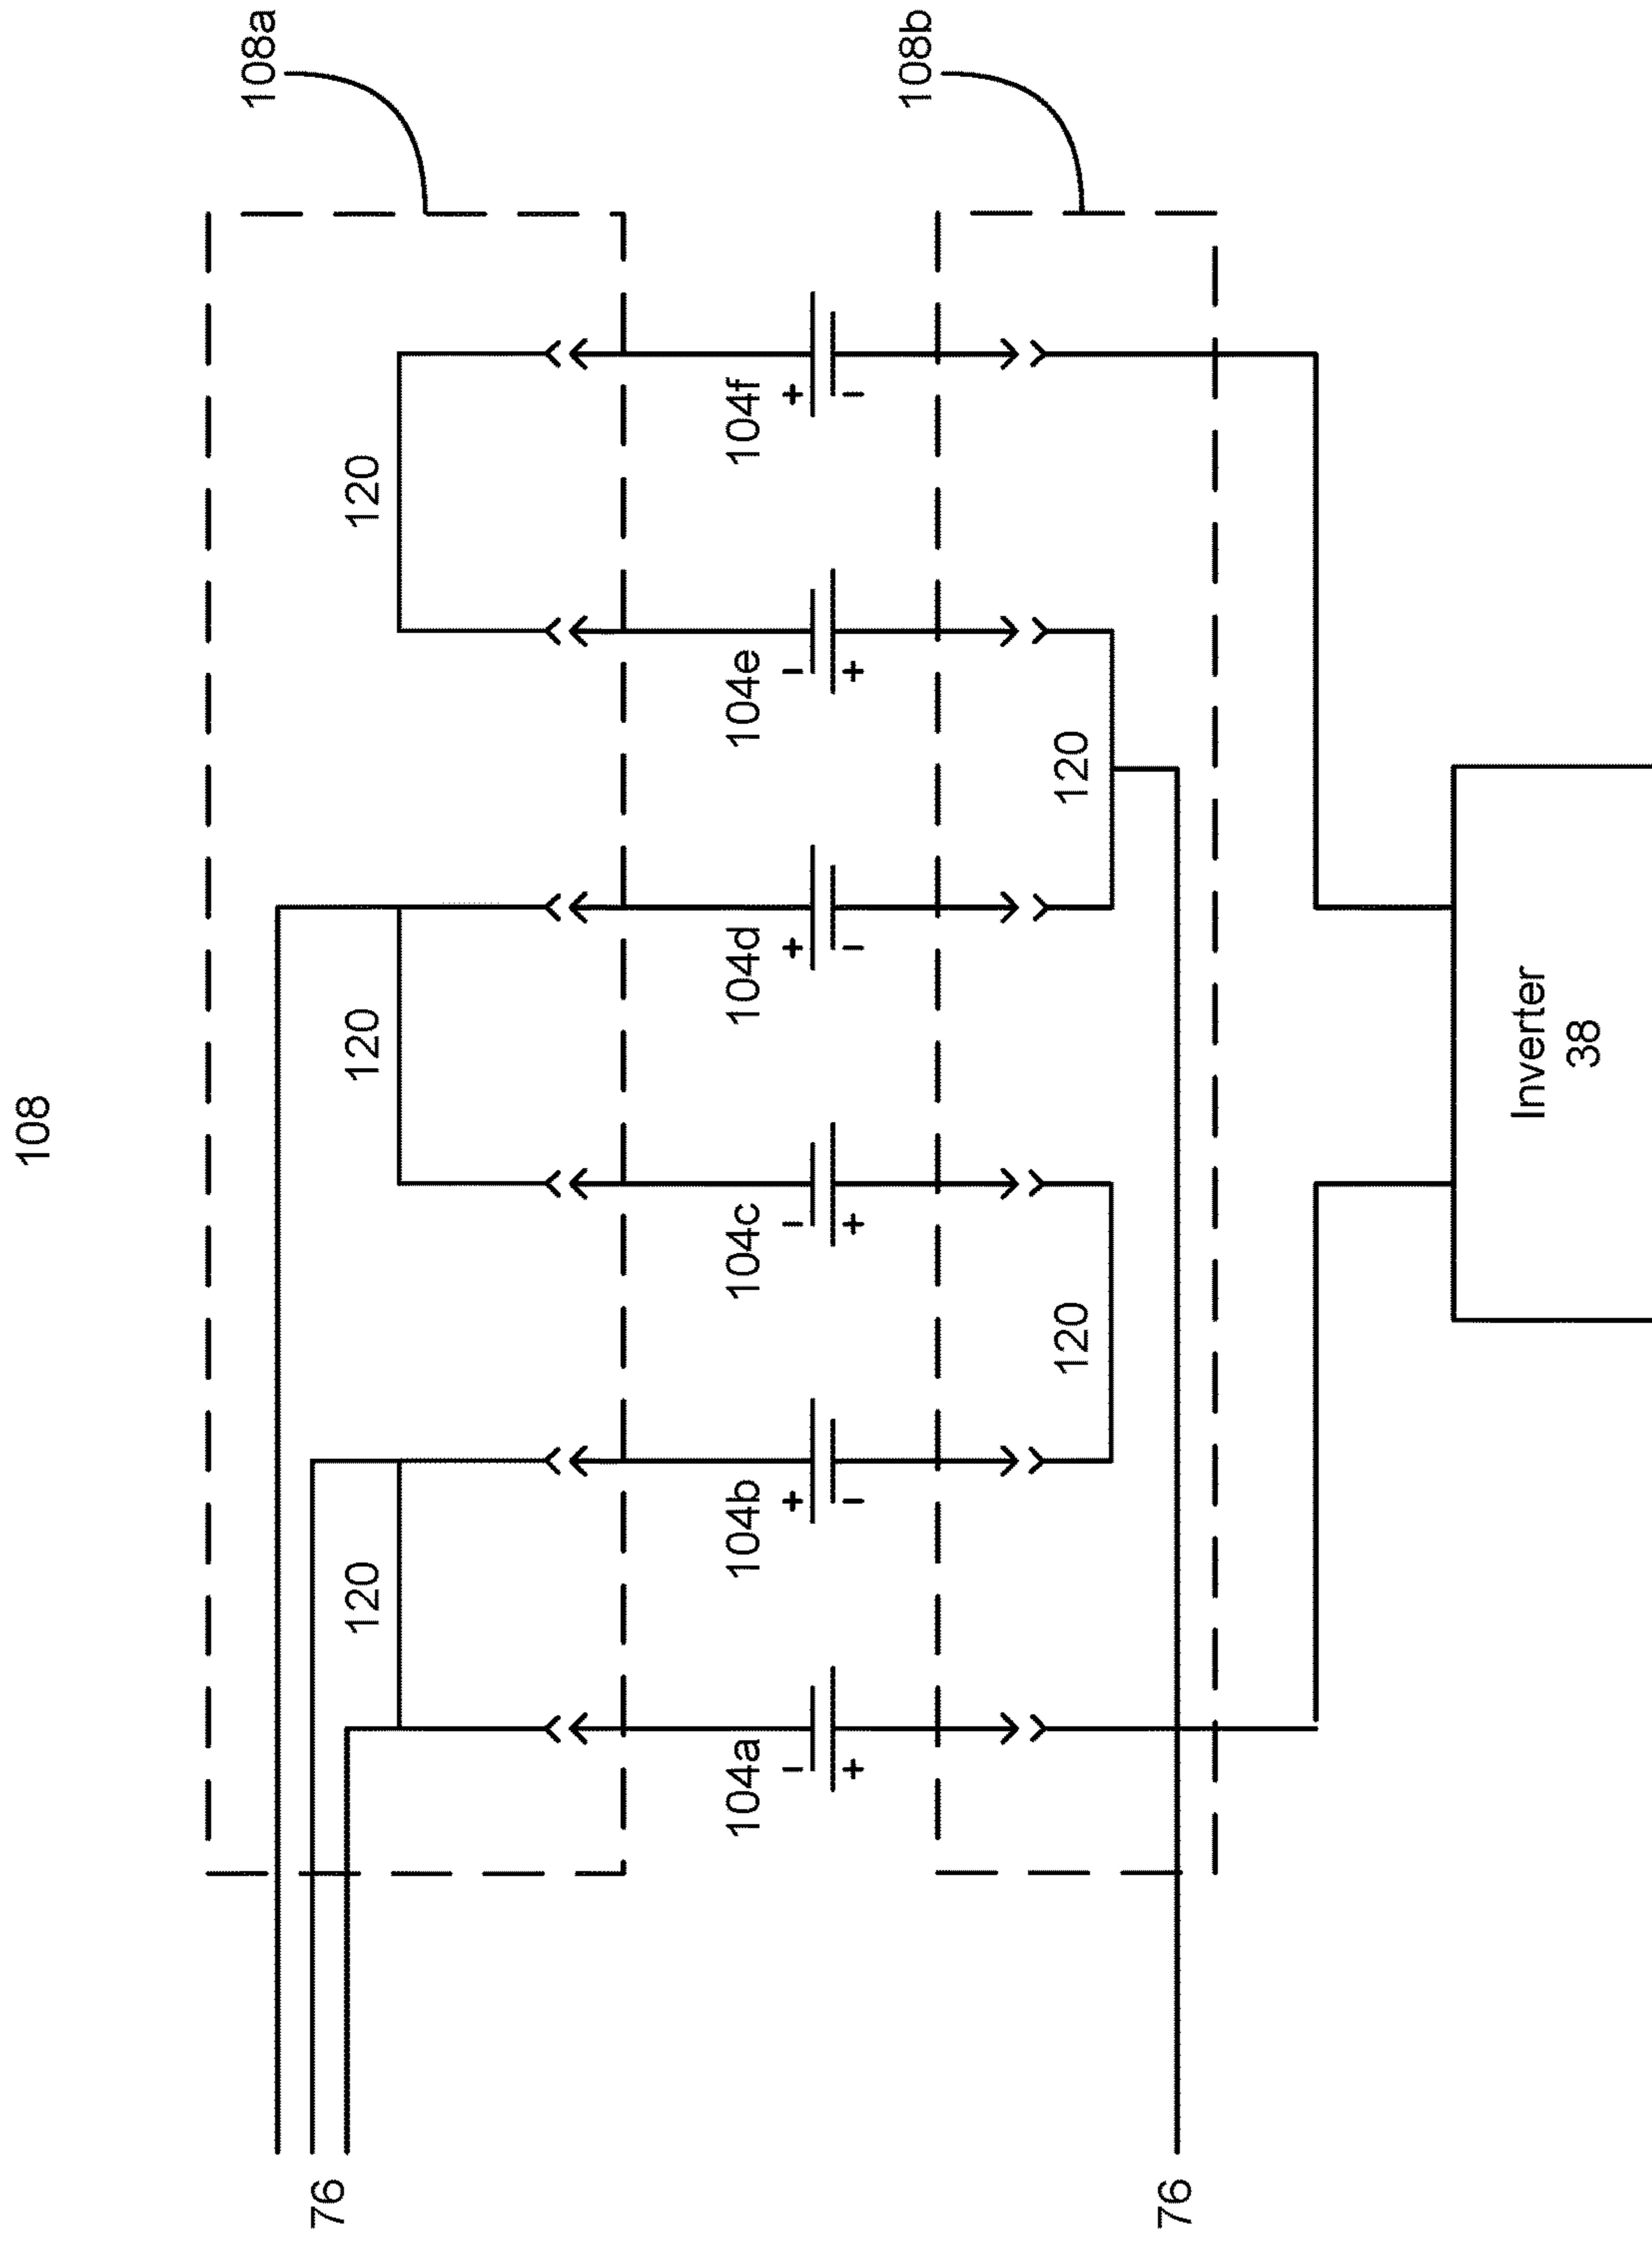 108
108a
76
120 120 120
104a 104b 104c 104d 104e 104f
- + - + - +
+ - + - + -
108b
120 120
76
Inverter
38